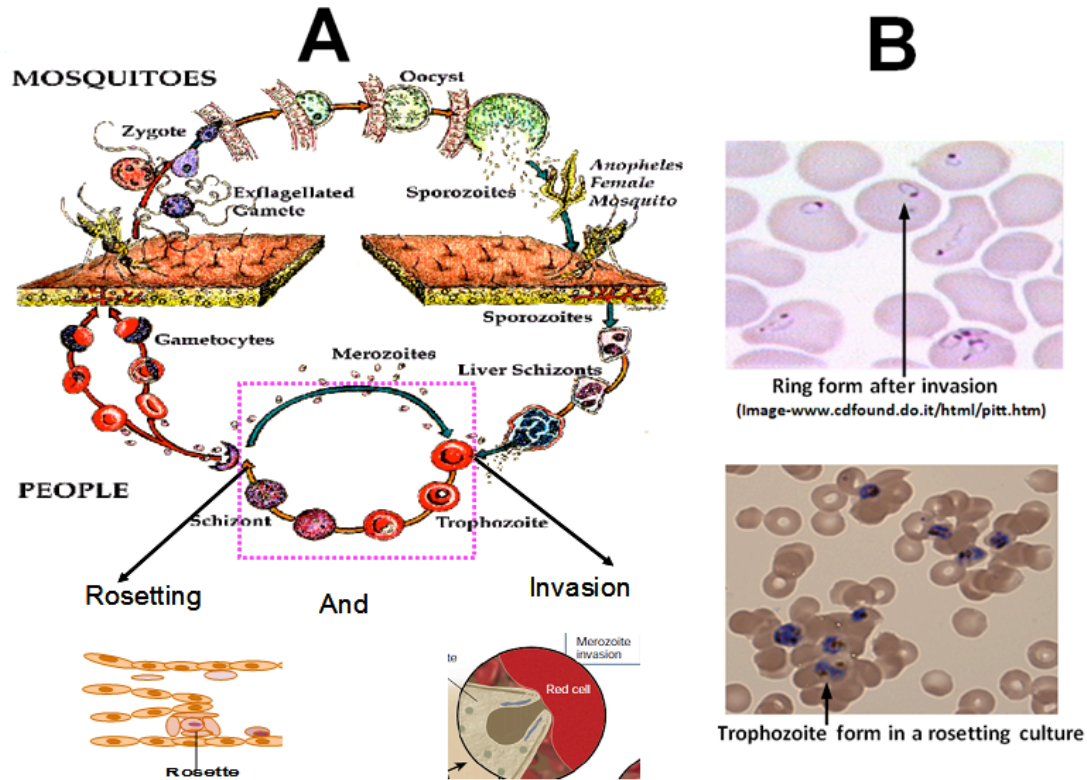 A
MOSQUITOES
Oocyst
Zygote
Exflagellated
Gamete
Sporozoites
Anopheles
Female
Mosquito
Sporozoites
Gametocytes
Merozoites
Liver Schizonts
PEOPLE
Schizont
Trophozoite
Rosetting
And
Invasion
Rosette
te
Merozoite
invasion
Red cell
B
Ring form after invasion
(Image-www.cdfound.do.it/html/pitt.htm)
Trophozoite form in a rosetting culture